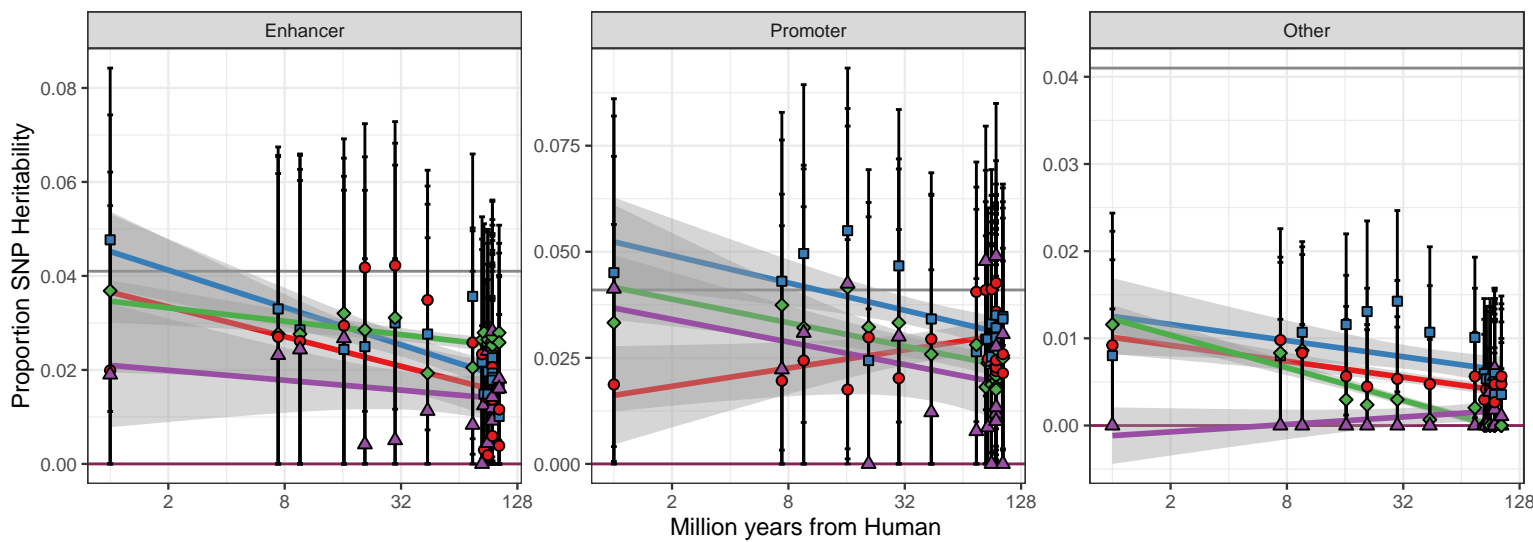 Enhancer
Promoter
Other
Proportion SNP Heritability
0.08
0.06
0.04
0.02
0.00
0.075
0.050
0.025
0.000
0.04
0.03
0.02
0.01
0.00
2 8 32 128
2 8 32 128
2 8 32 128
Million years from Human